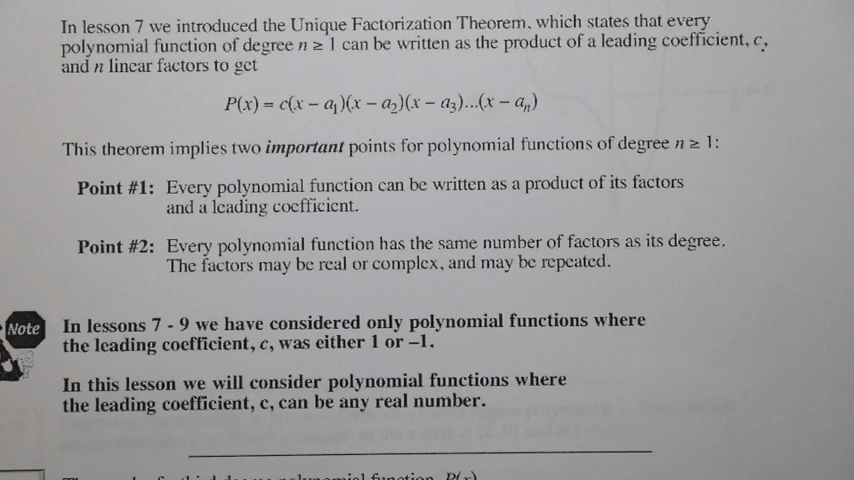 In lesson 7 we introduced the Unique Factorization Theorem, which states that every
polynomial function of degree n ≥ 1 can be written as the product of a leading coefficient, c,
and n linear factors to get
P(x) = c(x – a₁)(x – a₂)(x – a₃)...(x – aₙ)
This theorem implies two important points for polynomial functions of degree n ≥ 1:
Point #1: Every polynomial function can be written as a product of its factors
and a leading coefficient.
Point #2: Every polynomial function has the same number of factors as its degree.
The factors may be real or complex, and may be repeated.
Note
In lessons 7 - 9 we have considered only polynomial functions where
the leading coefficient, c, was either 1 or –1.
In this lesson we will consider polynomial functions where
the leading coefficient, c, can be any real number.
polynomial function, P(x)